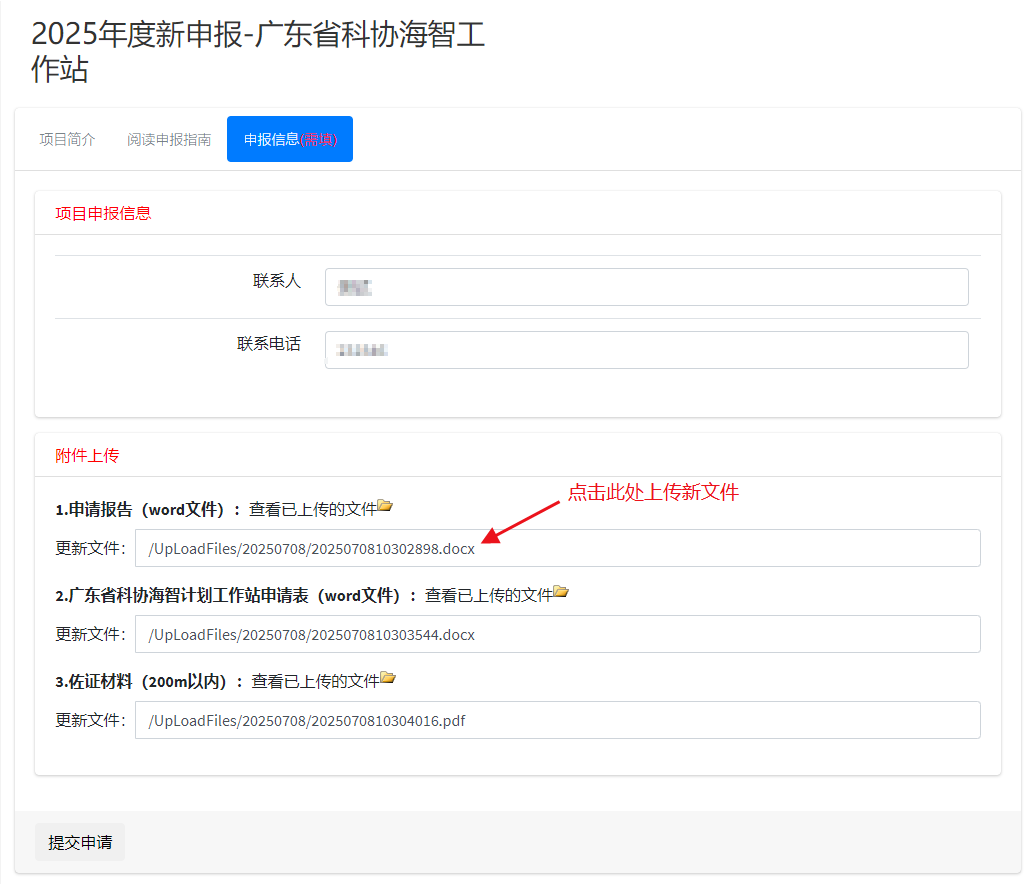 2025年度新申报-广东省科协海智工
作站
项目简介
阅读申报指南
申报信息(需填)
项目申报信息
联系人
联系电话
附件上传
点击此处上传新文件
1.申请报告（word文件）：查看已上传的文件
更新文件： /UpLoadFiles/20250708/2025070810302898.docx
2.广东省科协海智计划工作站申请表（word文件）：查看已上传的文件
更新文件： /UpLoadFiles/20250708/2025070810303544.docx
3.佐证材料（200m以内）：查看已上传的文件
更新文件： /UpLoadFiles/20250708/2025070810304016.pdf
提交申请